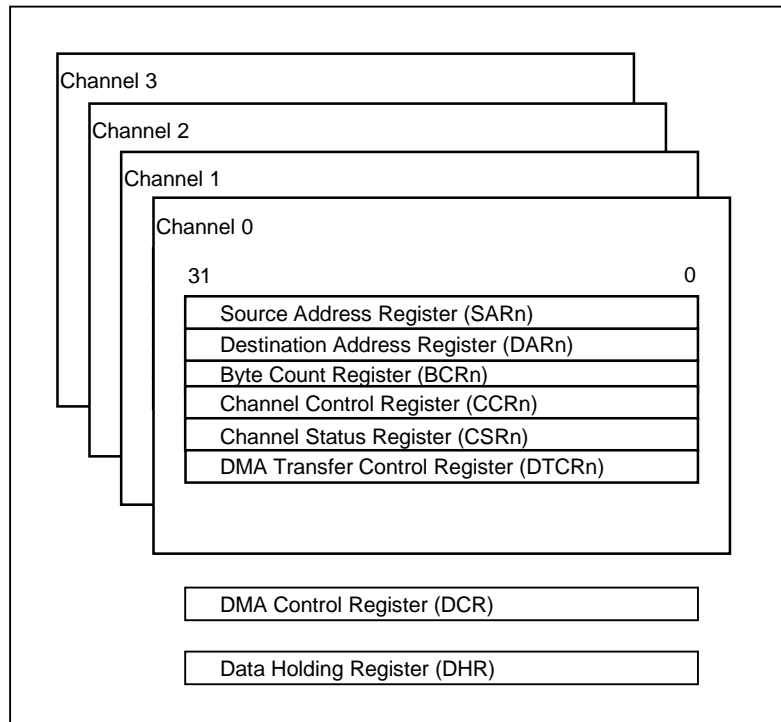 Channel 3
Channel 2
Channel 1
Channel 0
31 0
Source Address Register (SARn)
Destination Address Register (DARn)
Byte Count Register (BCRn)
Channel Control Register (CCRn)
Channel Status Register (CSRn)
DMA Transfer Control Register (DTCRn)
DMA Control Register (DCR)
Data Holding Register (DHR)